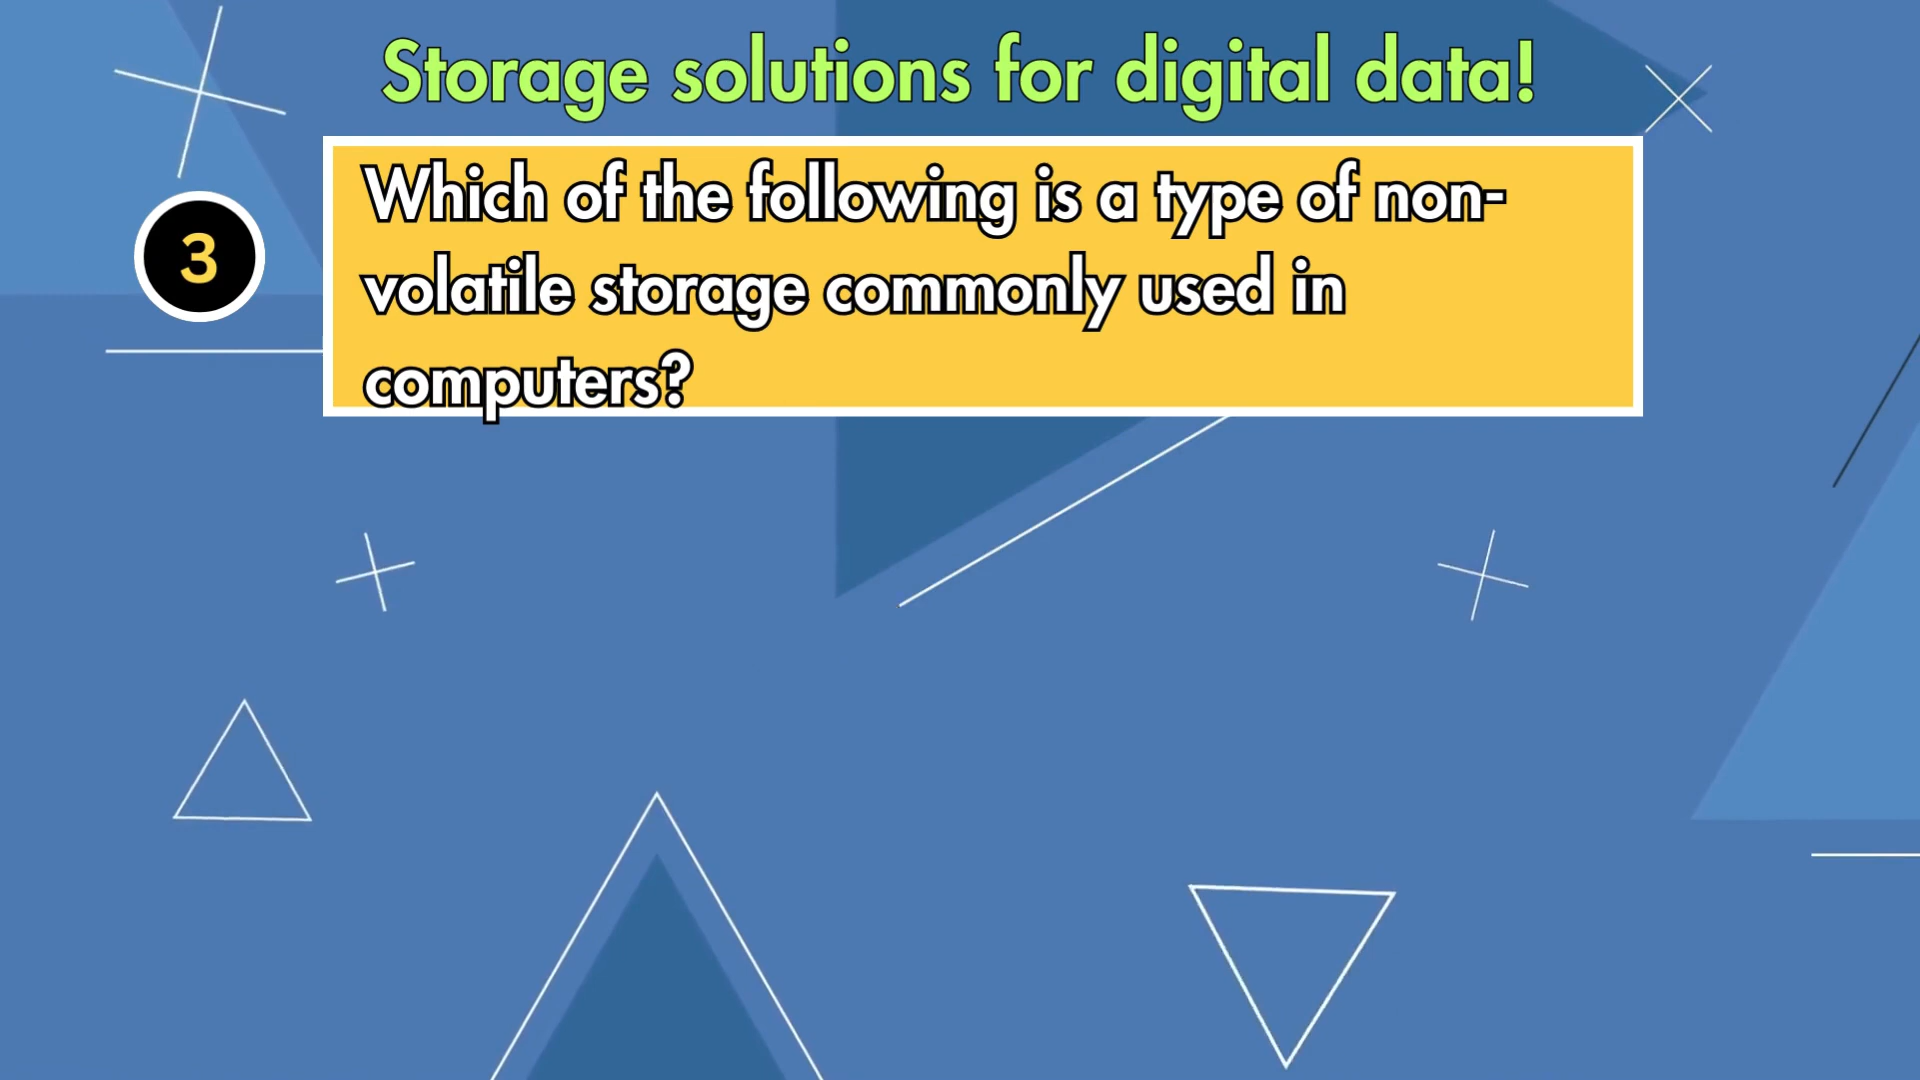 Storage solutions for digital data!
3
Which of the following is a type of non-
volatile storage commonly used in
computers?